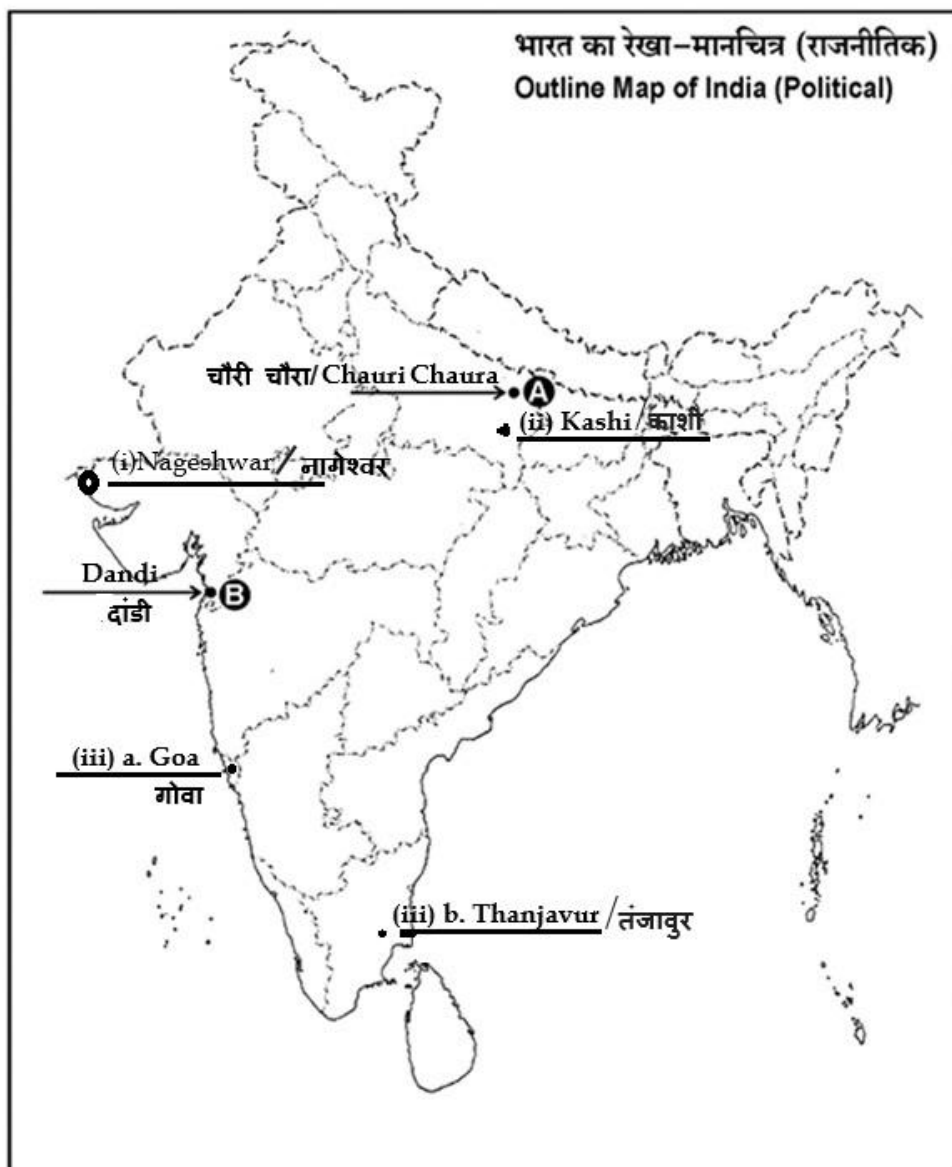 भारत का रेखा-मानचित्र (राजनीतिक)
Outline Map of India (Political)
चौरी चौरा/Chauri Chaura
A
(ii) Kashi/काशी
(i)Nageshwar/ नागेश्वर
Dandi
दांडी
B
(iii) a. Goa
गोवा
(iii) b. Thanjavur/तंजावुर